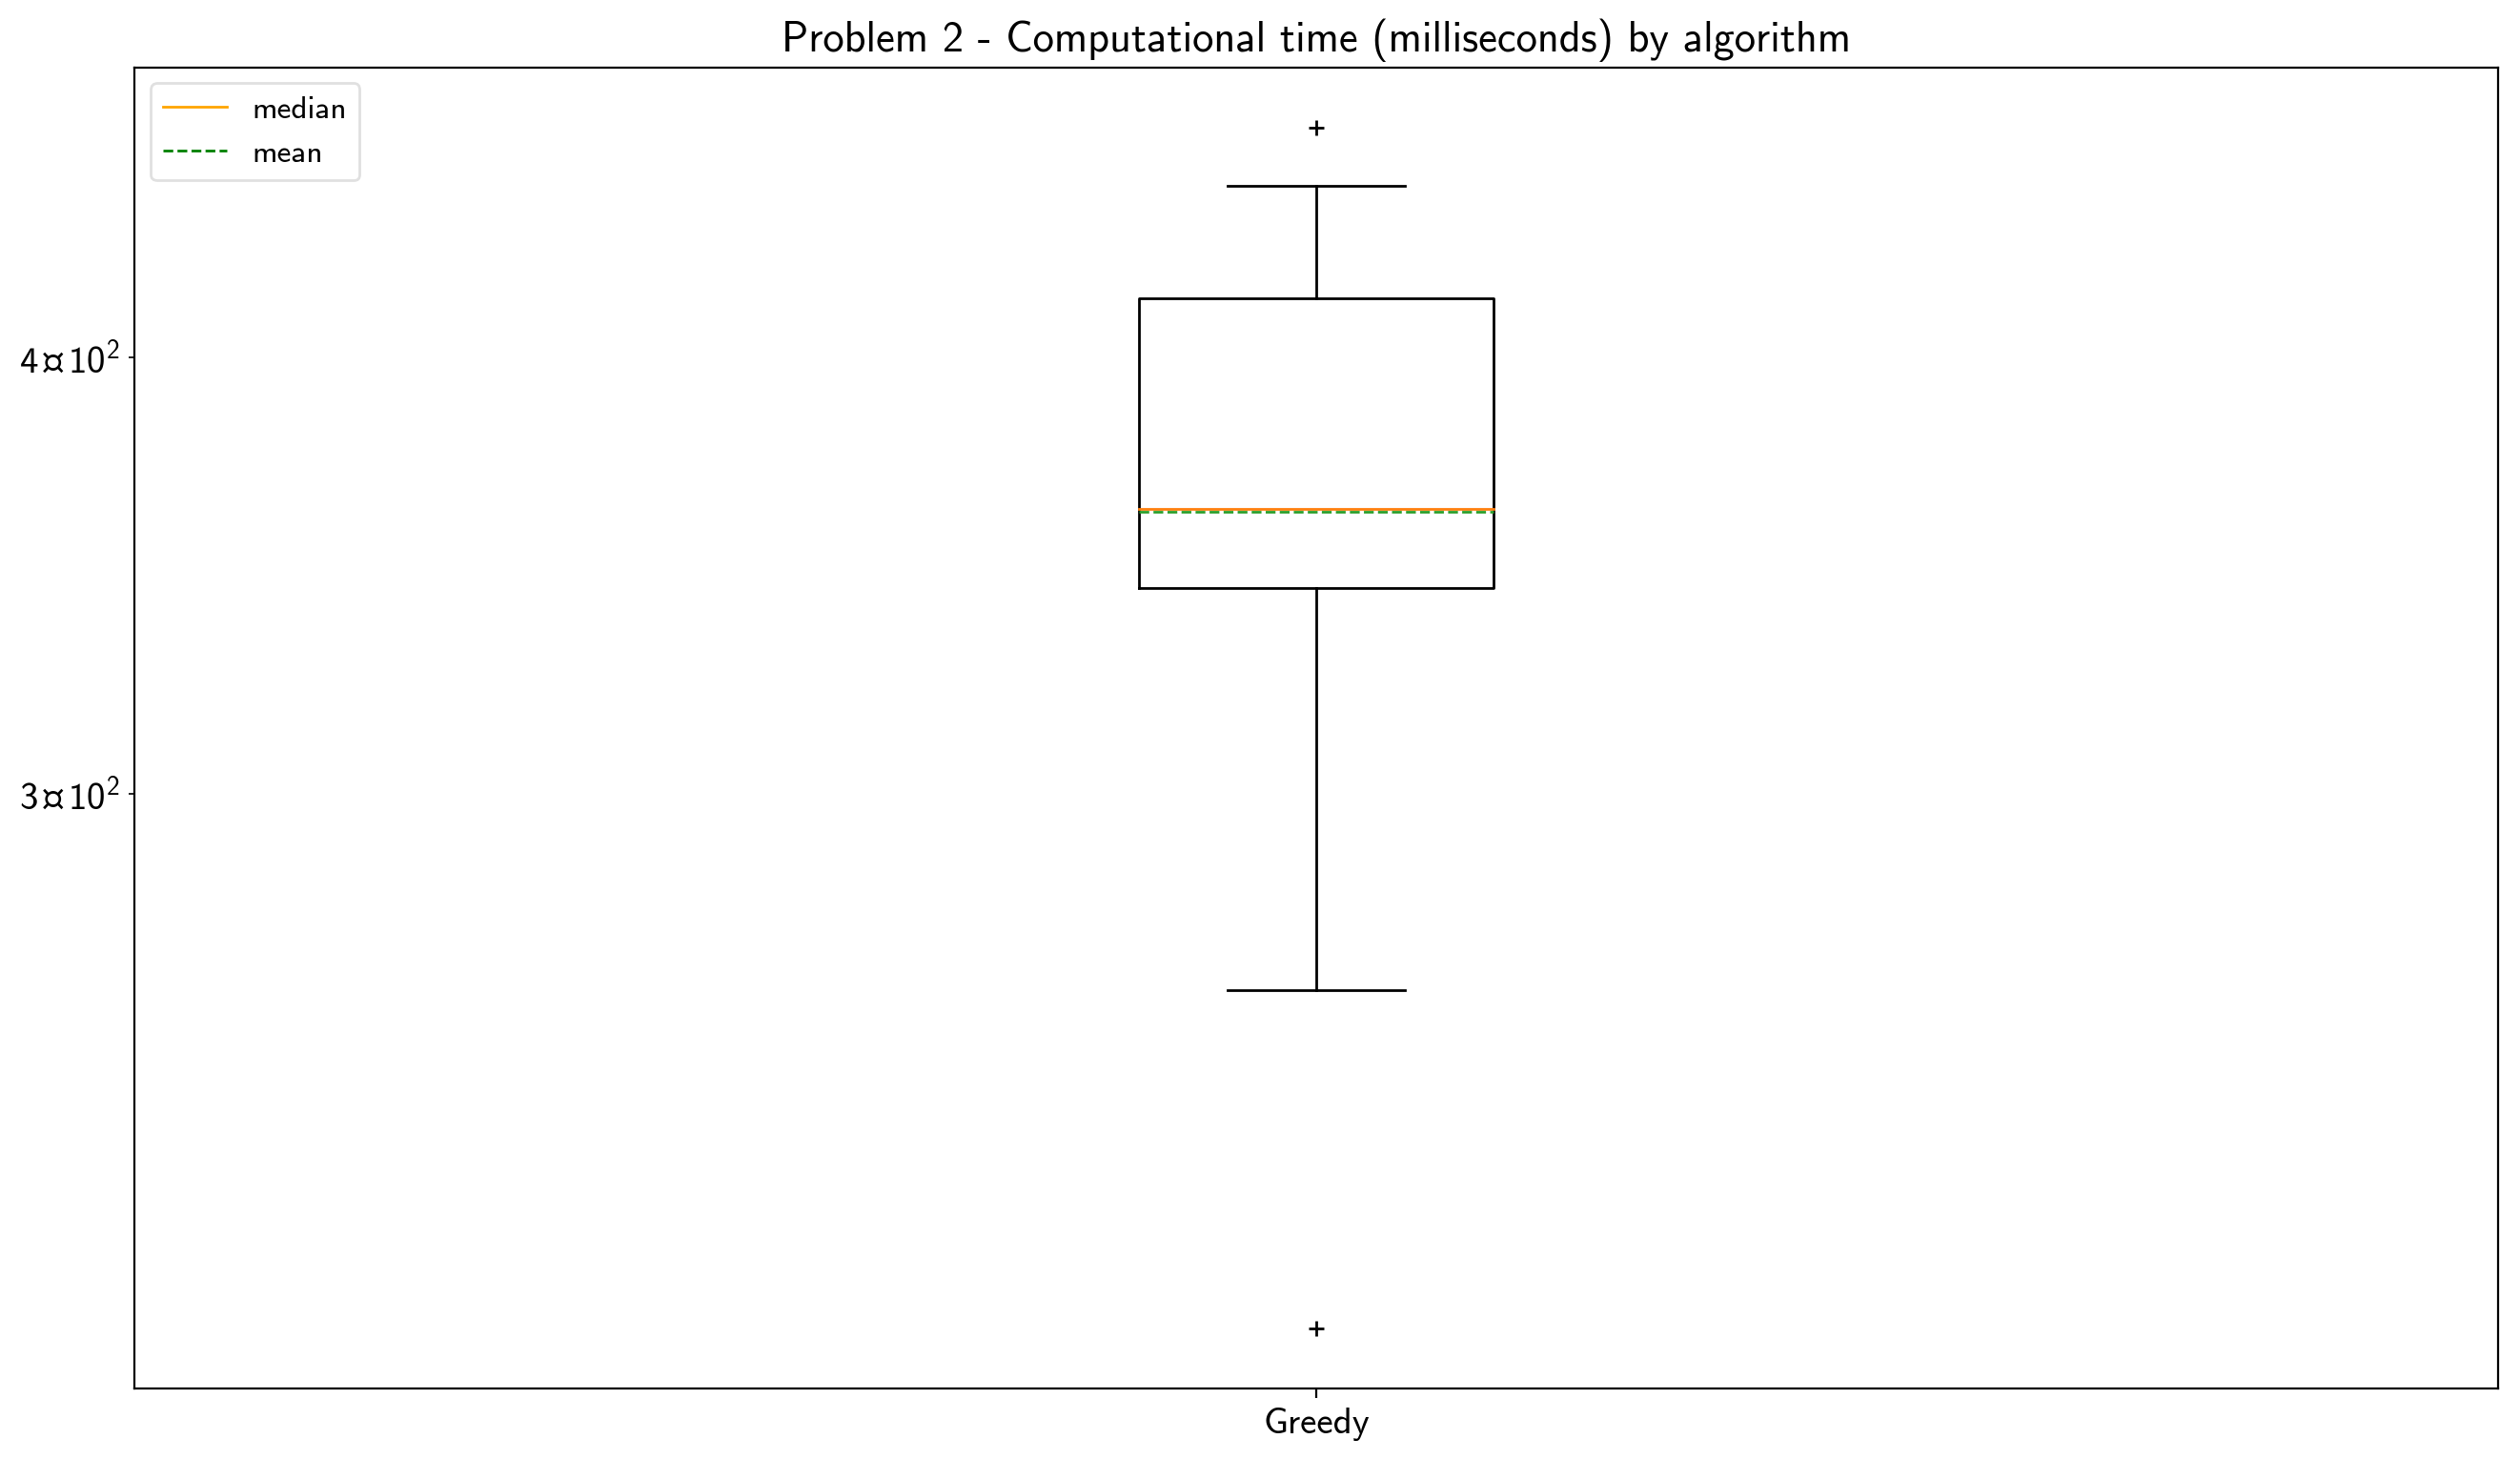 Problem 2 - Computational time (milliseconds) by algorithm
median
mean
4¤10²
3¤10²
Greedy